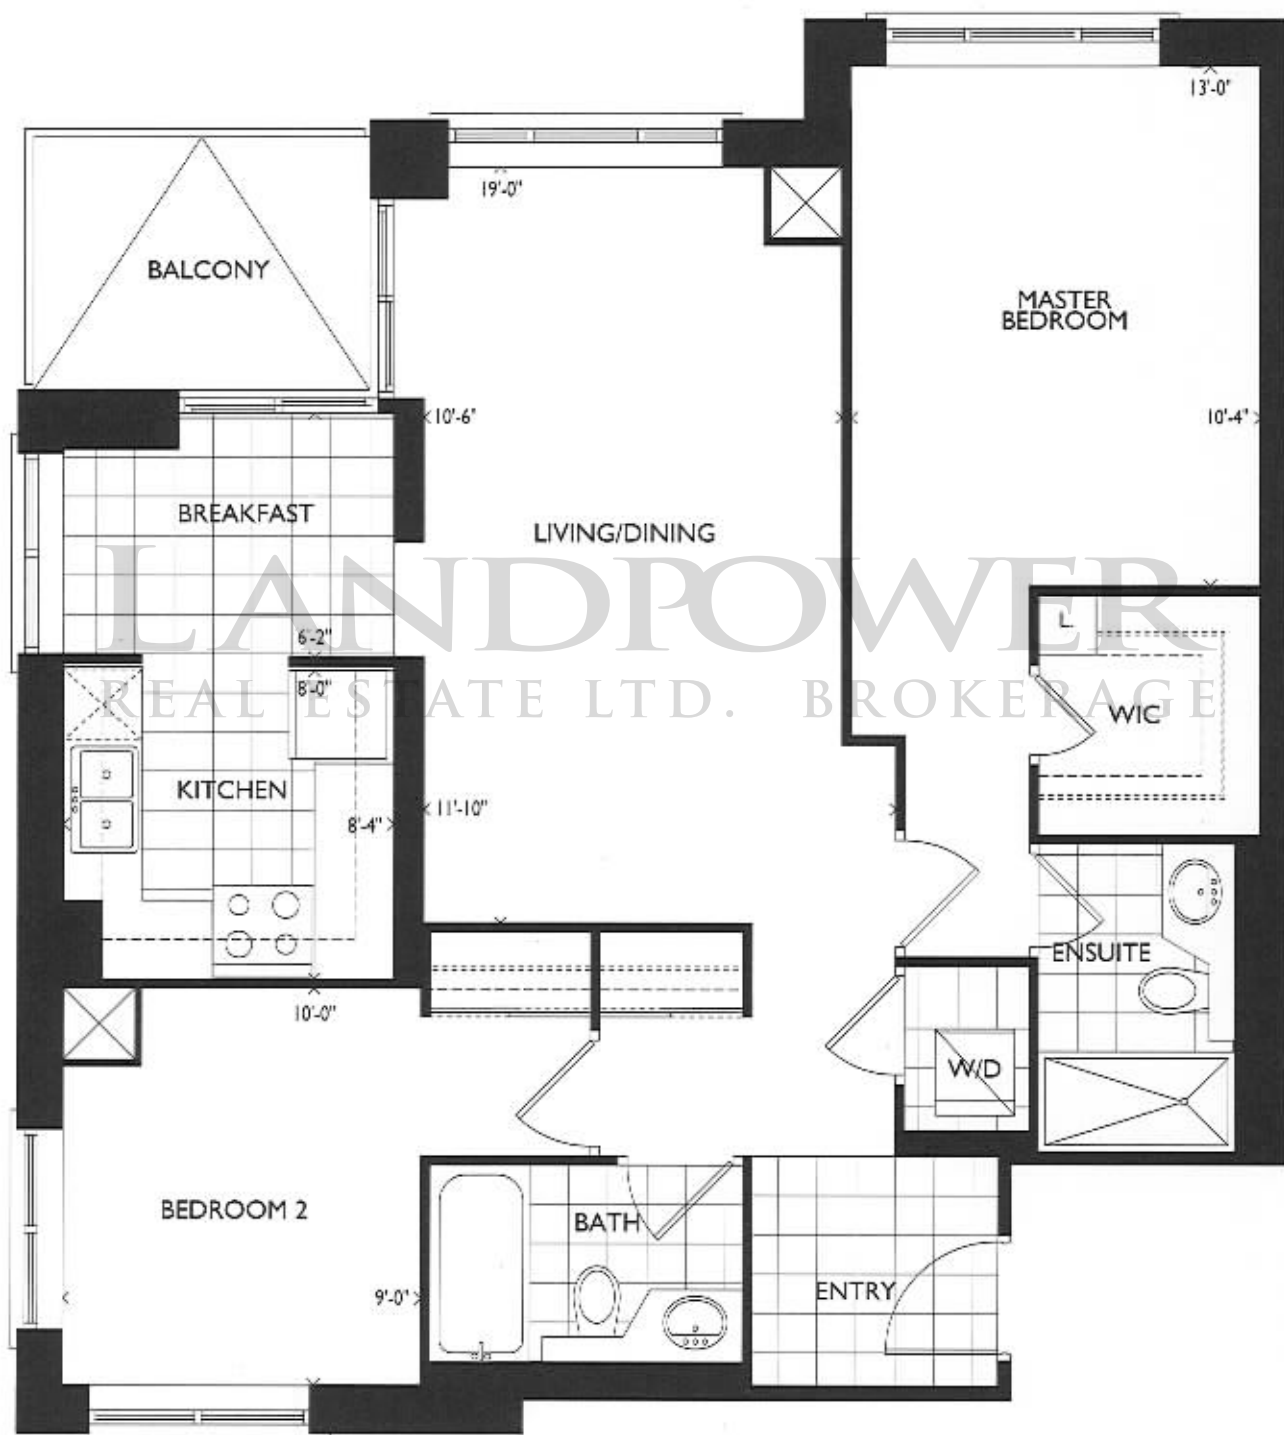 13'-0"
19'-0"
BALCONY
MASTER
BEDROOM
10'-6"
10'-4"
BREAKFAST
LIVING/DINING
LANDPOWER
REAL ESTATE LTD. BROKERAGE
6'-2"
8'-0"
L.
WIC
KITCHEN
8'-4"
11'-10"
ENSUITE
10'-0"
W/D
BEDROOM 2
BATH
9'-0"
ENTRY